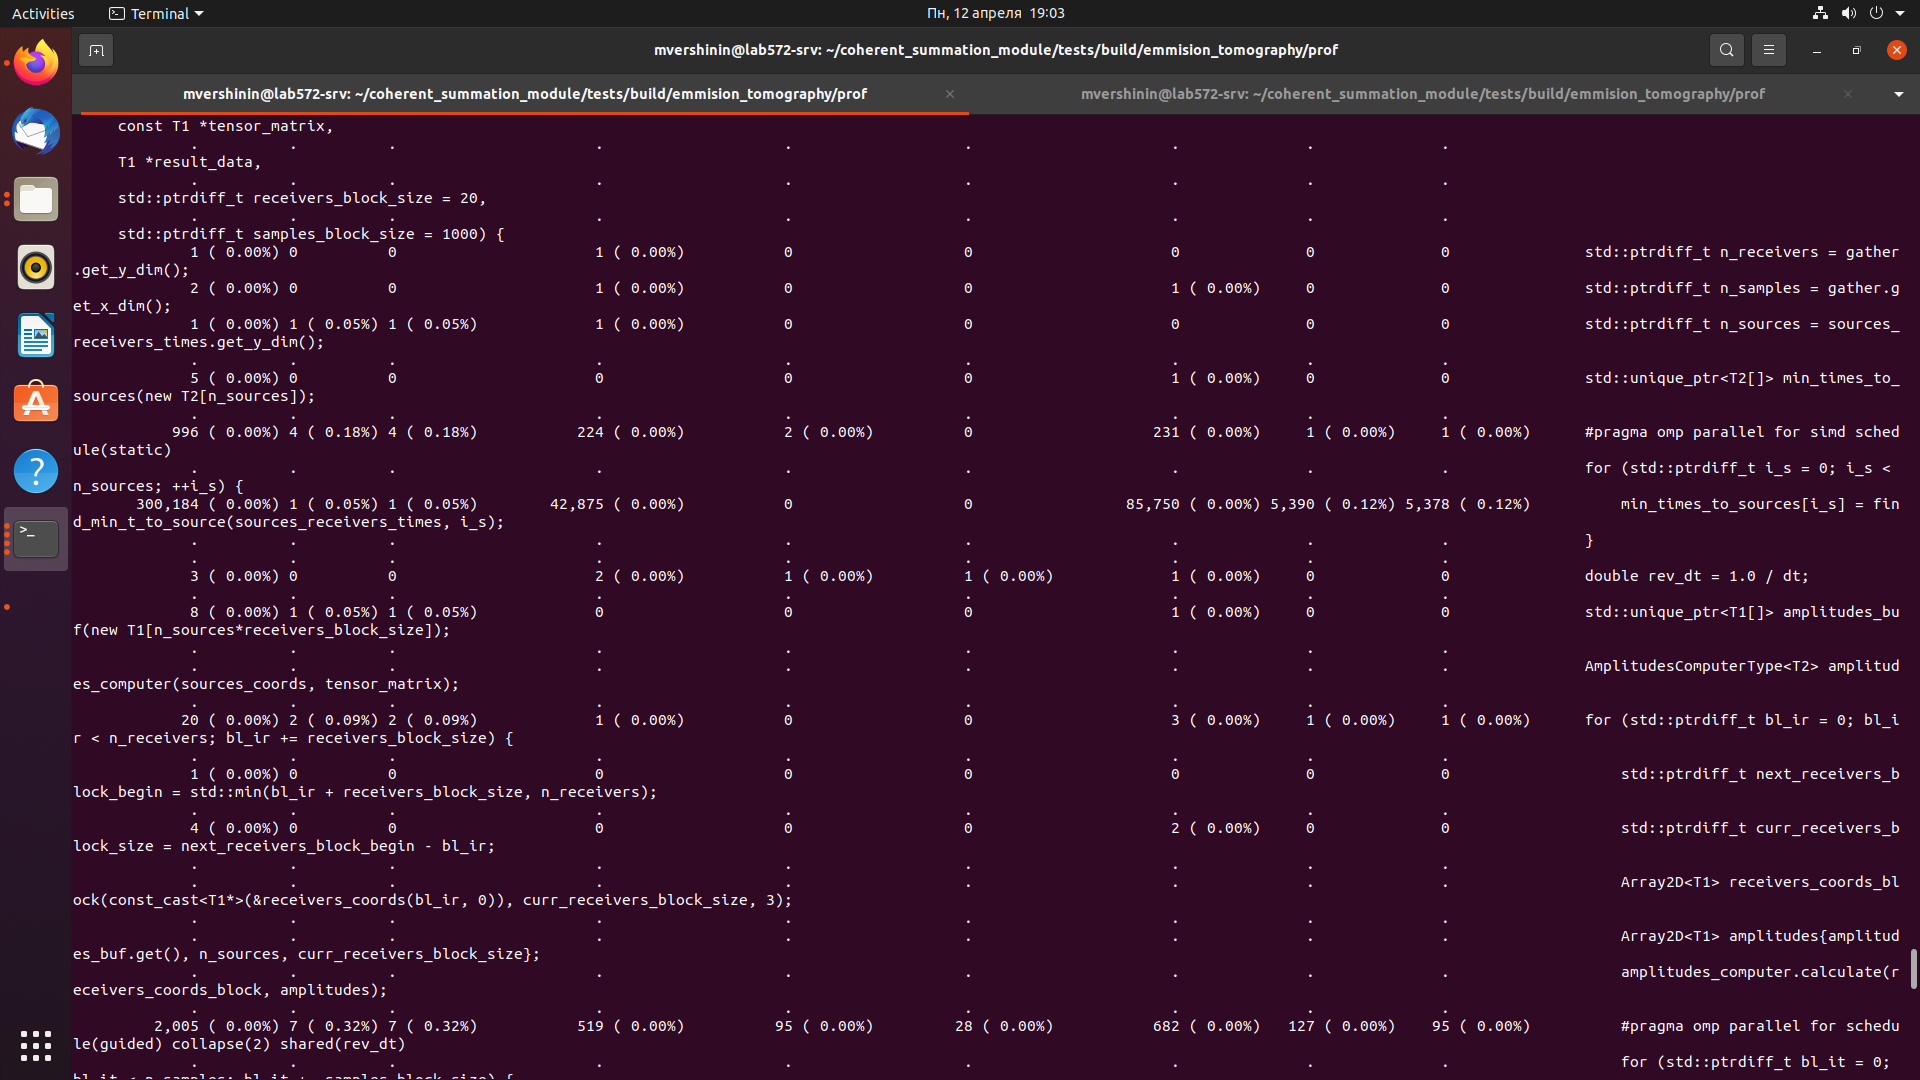 Activities
Terminal
Пн, 12 апреля 19:03
mvershinin@lab572-srv: ~/coherent_summation_module/tests/build/emmision_tomography/prof
mvershinin@lab572-srv: ~/coherent_summation_module/tests/build/emmision_tomography/prof
mvershinin@lab572-srv: ~/coherent_summation_module/tests/build/emmision_tomography/prof
const T1 *tensor_matrix,
. . . . . . . . .
T1 *result_data,
. . . . . . . . .
std::ptrdiff_t receivers_block_size = 20,
. . . . . . . . .
std::ptrdiff_t samples_block_size = 1000) {
1 ( 0.00%) 0 0 1 ( 0.00%) 0 0 0 0 0 std::ptrdiff_t n_receivers = gather
.get_y_dim();
2 ( 0.00%) 0 0 1 ( 0.00%) 0 0 1 ( 0.00%) 0 0 std::ptrdiff_t n_samples = gather.g
et_x_dim();
1 ( 0.00%) 1 ( 0.05%) 1 ( 0.05%) 1 ( 0.00%) 0 0 0 0 0 std::ptrdiff_t n_sources = sources_
receivers_times.get_y_dim();
. . . . . . . . .
5 ( 0.00%) 0 0 0 0 0 1 ( 0.00%) 0 0 std::unique_ptr<T2[]> min_times_to_
sources(new T2[n_sources]);
. . . . . . . . .
996 ( 0.00%) 4 ( 0.18%) 4 ( 0.18%) 224 ( 0.00%) 2 ( 0.00%) 0 231 ( 0.00%) 1 ( 0.00%) 1 ( 0.00%) #pragma omp parallel for simd sched
ule(static)
. . . . . . . . . for (std::ptrdiff_t i_s = 0; i_s <
n_sources; ++i_s) {
300,184 ( 0.00%) 1 ( 0.05%) 1 ( 0.05%) 42,875 ( 0.00%) 0 0 85,750 ( 0.00%) 5,390 ( 0.12%) 5,378 ( 0.12%) min_times_to_sources[i_s] = fin
d_min_t_to_source(sources_receivers_times, i_s);
. . . . . . . . . }
. . . . . . . . .
3 ( 0.00%) 0 0 2 ( 0.00%) 1 ( 0.00%) 1 ( 0.00%) 1 ( 0.00%) 0 0 double rev_dt = 1.0 / dt;
. . . . . . . . .
8 ( 0.00%) 1 ( 0.05%) 1 ( 0.05%) 0 0 0 1 ( 0.00%) 0 0 std::unique_ptr<T1[]> amplitudes_bu
f(new T1[n_sources*receivers_block_size]);
. . . . . . . . .
. . . . . . . . . AmplitudesComputerType<T2> amplitud
es_computer(sources_coords, tensor_matrix);
. . . . . . . . .
20 ( 0.00%) 2 ( 0.09%) 2 ( 0.09%) 1 ( 0.00%) 0 0 3 ( 0.00%) 1 ( 0.00%) 1 ( 0.00%) for (std::ptrdiff_t bl_ir = 0; bl_i
r < n_receivers; bl_ir += receivers_block_size) {
. . . . . . . . .
1 ( 0.00%) 0 0 0 0 0 0 0 0 std::ptrdiff_t next_receivers_b
lock_begin = std::min(bl_ir + receivers_block_size, n_receivers);
. . . . . . . . .
4 ( 0.00%) 0 0 0 0 0 2 ( 0.00%) 0 0 std::ptrdiff_t curr_receivers_b
lock_size = next_receivers_block_begin - bl_ir;
. . . . . . . . .
. . . . . . . . . Array2D<T1> receivers_coords_bl
ock(const_cast<T1*>(&receivers_coords(bl_ir, 0)), curr_receivers_block_size, 3);
. . . . . . . . .
. . . . . . . . . Array2D<T1> amplitudes{amplitud
es_buf.get(), n_sources, curr_receivers_block_size};
. . . . . . . . . amplitudes_computer.calculate(r
eceivers_coords_block, amplitudes);
. . . . . . . . .
2,005 ( 0.00%) 7 ( 0.32%) 7 ( 0.32%) 519 ( 0.00%) 95 ( 0.00%) 28 ( 0.00%) 682 ( 0.00%) 127 ( 0.00%) 95 ( 0.00%) #pragma omp parallel for schedu
le(guided) collapse(2) shared(rev_dt)
. . . . . . . . . for (std::ptrdiff_t bl_it = 0;
bl_it < n_samples; bl_it += samples_block_size) {